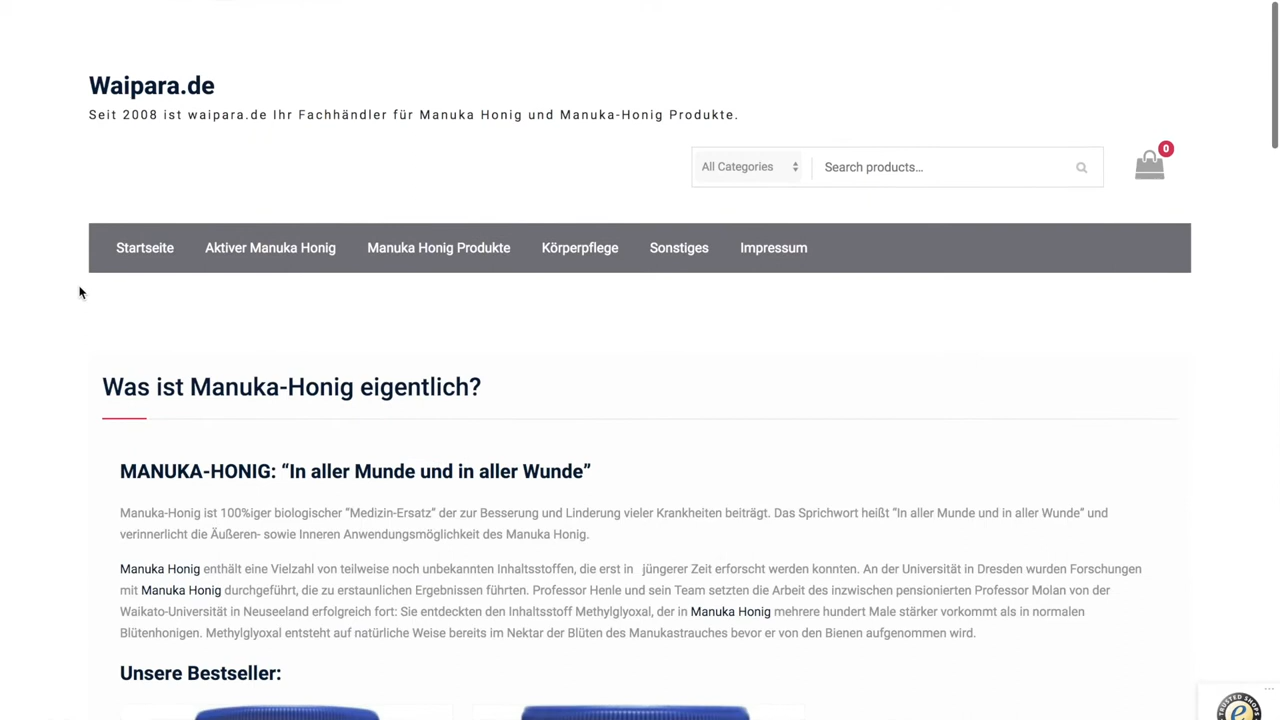 Waipara.de
Seit 2008 ist waipara.de Ihr Fachhändler für Manuka Honig und Manuka-Honig Produkte.
All Categories
Search products...
0
Startseite Aktiver Manuka Honig Manuka Honig Produkte Körperpflege Sonstiges Impressum
Was ist Manuka-Honig eigentlich?
MANUKA-HONIG: “In aller Munde und in aller Wunde”
Manuka-Honig ist 100%iger biologischer “Medizin-Ersatz” der zur Besserung und Linderung vieler Krankheiten beiträgt. Das Sprichwort heißt “In aller Munde und in aller Wunde” und
verinnerlicht die Äußeren- sowie Inneren Anwendungsmöglichkeit des Manuka Honig.
Manuka Honig enthält eine Vielzahl von teilweise noch unbekannten Inhaltsstoffen, die erst in jüngerer Zeit erforscht werden konnten. An der Universität in Dresden wurden Forschungen
mit Manuka Honig durchgeführt, die zu erstaunlichen Ergebnissen führten. Professor Henle und sein Team setzten die Arbeit des inzwischen pensionierten Professor Molan von der
Waikato-Universität in Neuseeland erfolgreich fort: Sie entdeckten den Inhaltsstoff Methylglyoxal, der in Manuka Honig mehrere hundert Male stärker vorkommt als in normalen
Blütenhonigen. Methylglyoxal entsteht auf natürliche Weise bereits im Nektar der Blüten des Manukastrauches bevor er von den Bienen aufgenommen wird.
Unsere Bestseller:
TRUSTED SHOPS